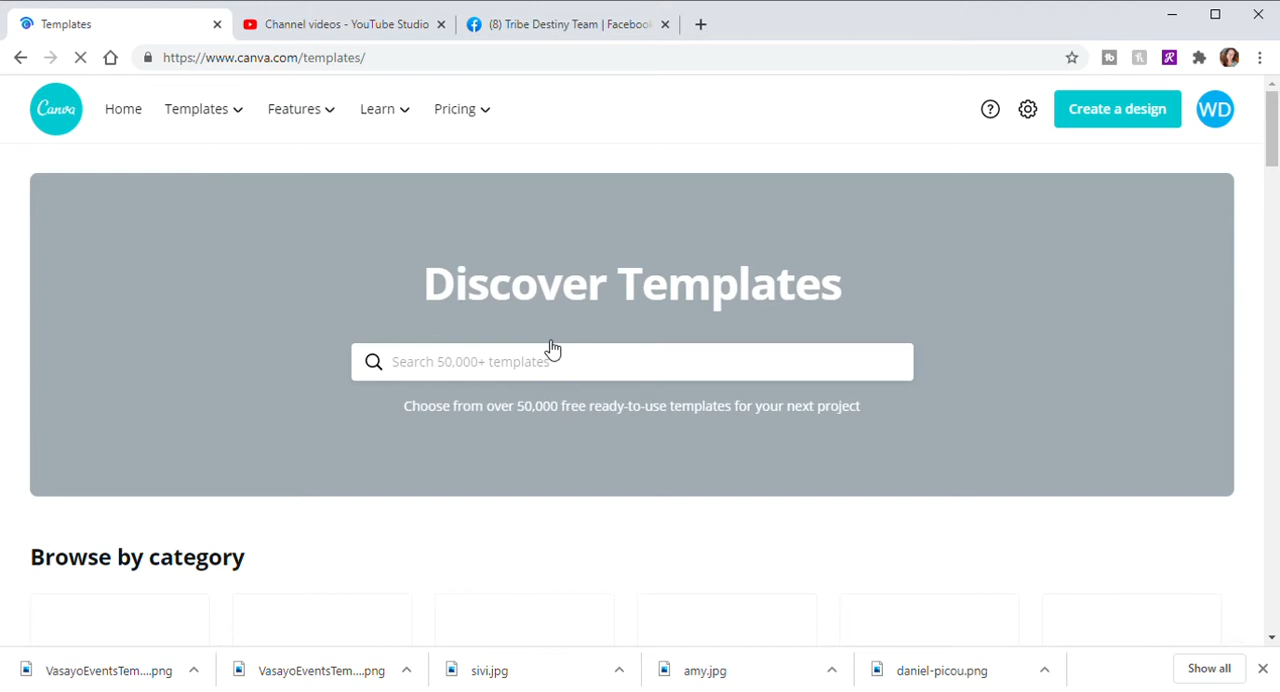 Templates
Channel videos - YouTube Studio
(8) Tribe Destiny Team | Facebook
https://www.canva.com/templates/
Canva
Home
Templates
Features
Learn
Pricing
Create a design
WD
Discover Templates
Search 50,000+ templates
Choose from over 50,000 free ready-to-use templates for your next project
Browse by category
VasayoEventsTem....png
VasayoEventsTem....png
sivi.jpg
amy.jpg
daniel-picou.png
Show all